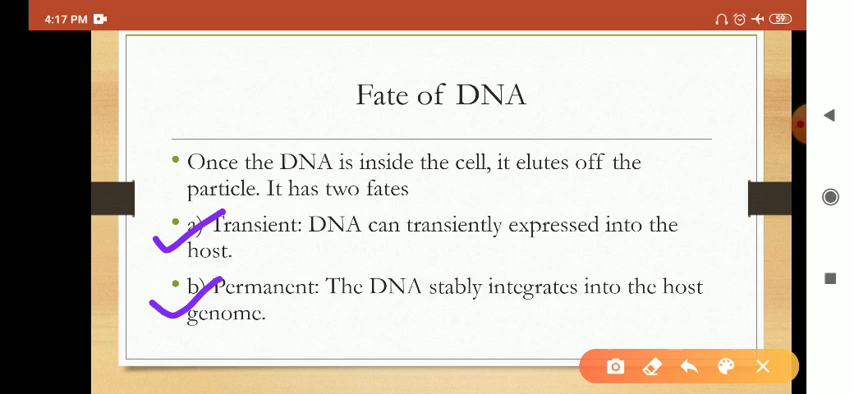 4:17 PM
59
Fate of DNA
Once the DNA is inside the cell, it elutes off the
particle. It has two fates
a) Transient: DNA can transiently expressed into the
host.
b) Permanent: The DNA stably integrates into the host
genome.